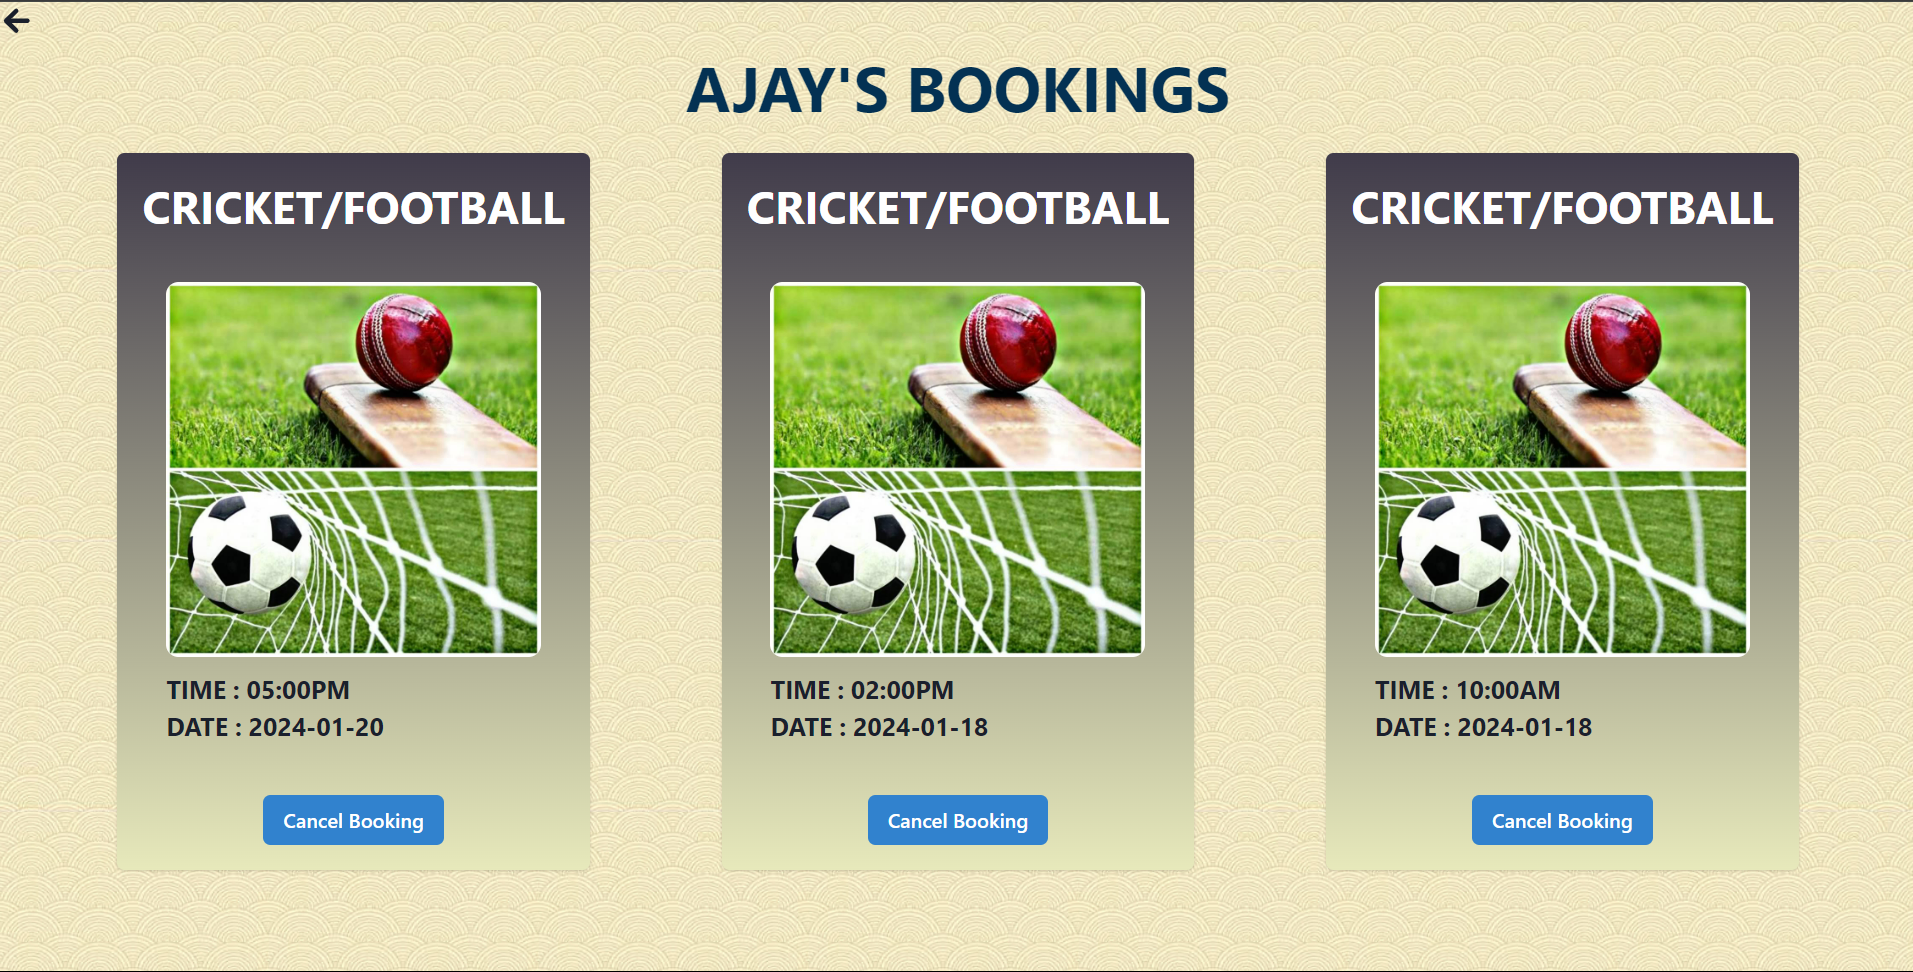 AJAY'S BOOKINGS
CRICKET/FOOTBALL
TIME : 05:00PM
DATE : 2024-01-20
Cancel Booking
CRICKET/FOOTBALL
TIME : 02:00PM
DATE : 2024-01-18
Cancel Booking
CRICKET/FOOTBALL
TIME : 10:00AM
DATE : 2024-01-18
Cancel Booking